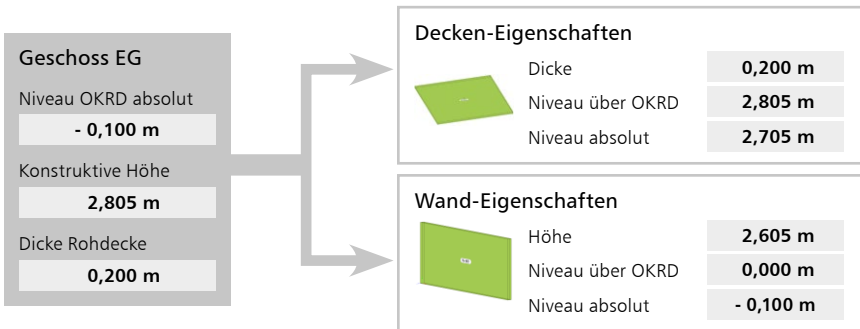 Geschoss EG
Niveau OKRD absolut
- 0,100 m
Konstruktive Höhe
2,805 m
Dicke Rohdecke
0,200 m
Decken-Eigenschaften
Dicke 0,200 m
Niveau über OKRD 2,805 m
Niveau absolut 2,705 m
Wand-Eigenschaften
Höhe 2,605 m
Niveau über OKRD 0,000 m
Niveau absolut - 0,100 m